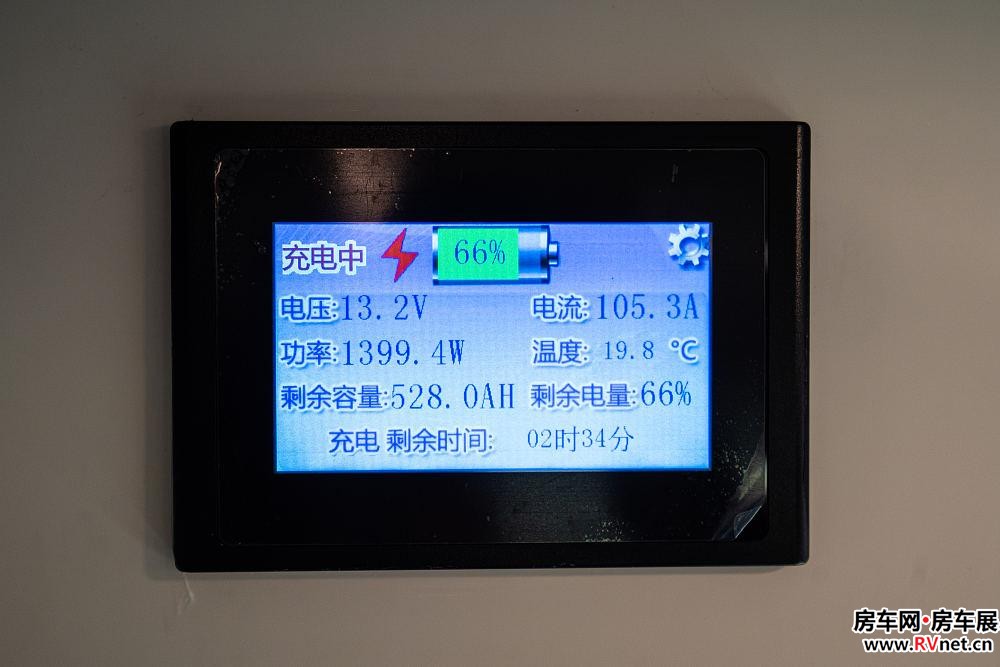 充电中 66%
电压:13.2V 电流:105.3A
功率:1399.4W 温度: 19.8 ℃
剩余容量:528.0AH 剩余电量:66%
充电 剩余时间: 02时34分
房车网·房车展
www.RVnet.cn